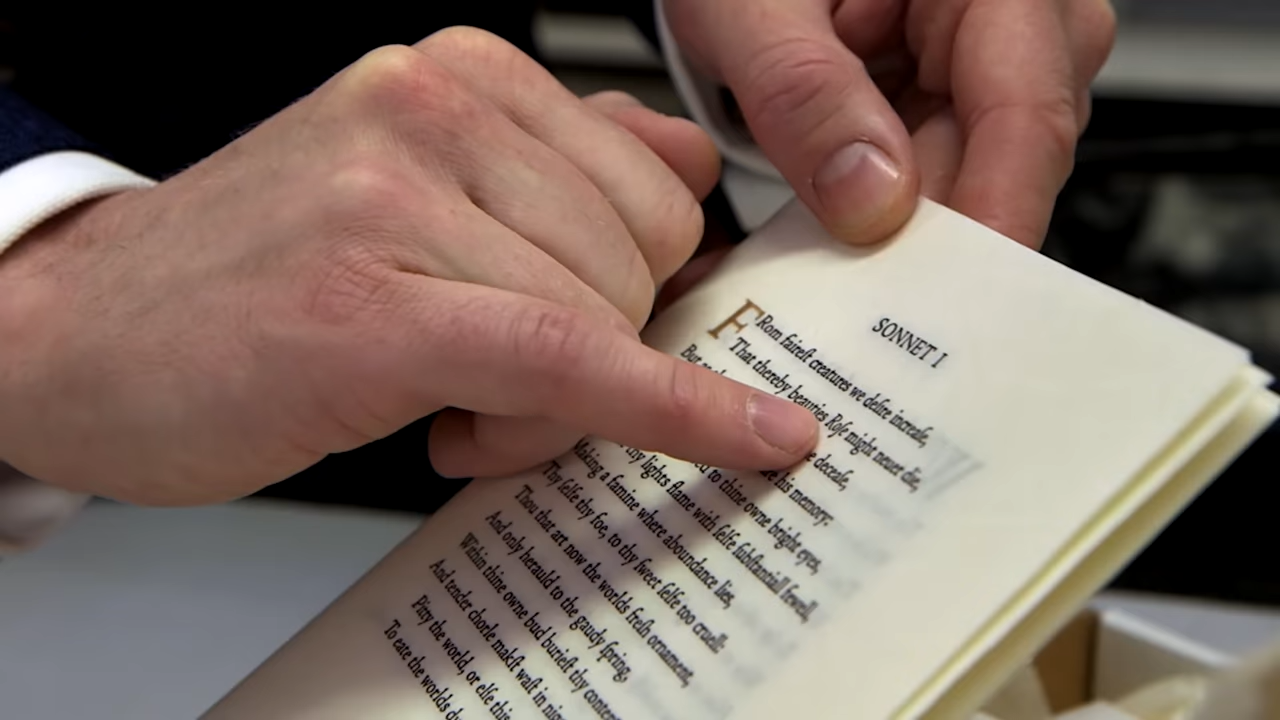 SONNET I
FRom faireſt creatures we deſire increaſe,
That thereby beauties Roſe might neuer die,
But deceaſe,
his memory:
to thine owne bright eyes,
thy lights flame with ſelfe ſubſtantiall fewell,
Making a famine where aboundance lies,
Thy ſelfe thy foe, to thy ſweet ſelfe too cruell:
Thou that art now the worlds freſh ornament,
And only herauld to the gaudy ſpring,
Within thine owne bud burieſt thy conten
And tender chorle makſt waſt in
Pitty the world, or elſe this
To eate the worlds